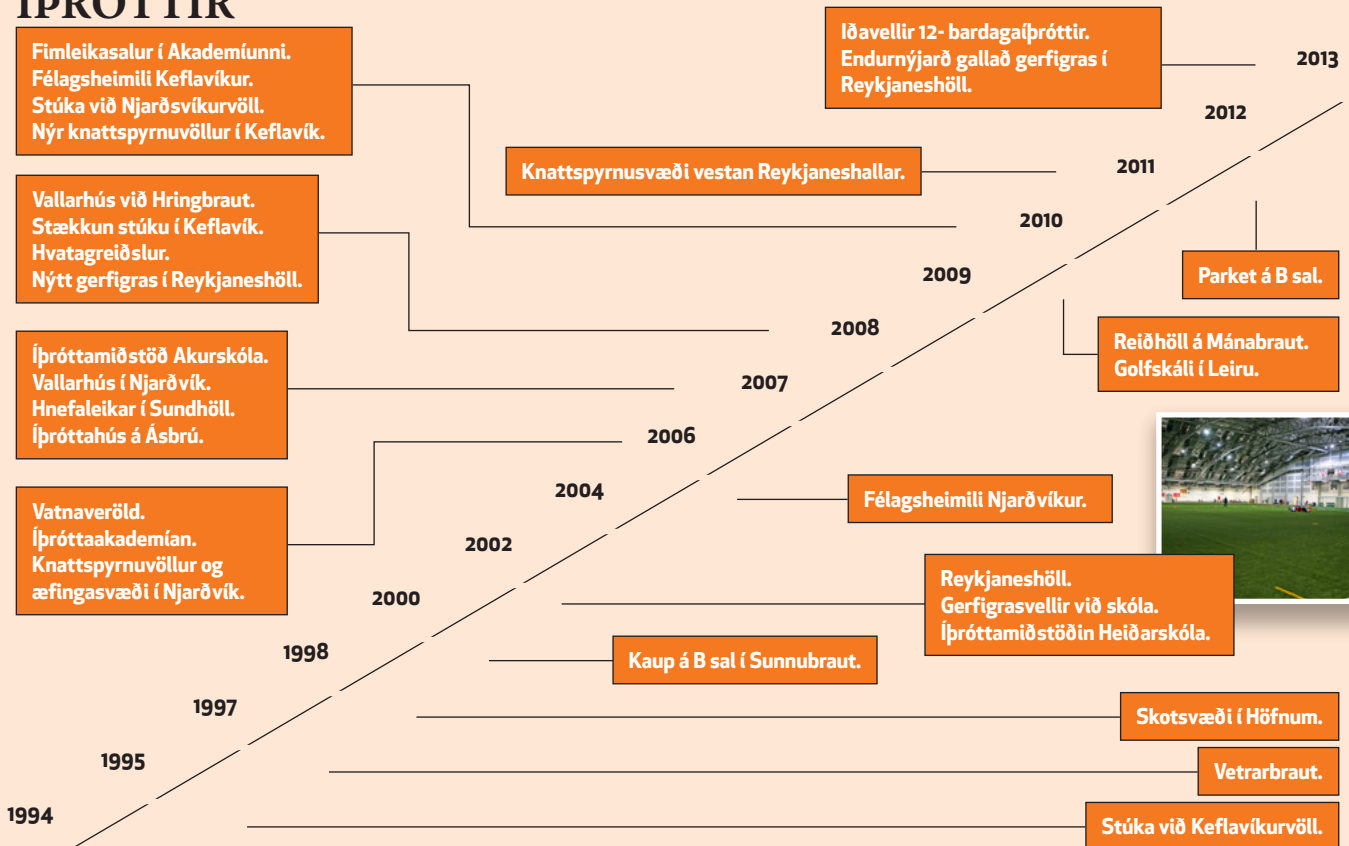 ÍÞRÓTTIR
Fimleikasalur í Akademíunni.
Félagsheimili Keflavíkur.
Stúka við Njarðsvíkurvöll.
Nýr knattspyrnuvöllur í Keflavík.
Iðavellir 12- bardagaíþróttir.
Endurnýjarð gallað gerfigras í
Reykjaneshöll.
2013
2012
Knattspyrnusvæði vestan Reykjaneshallar.
2011
Vallarhús við Hringbraut.
Stækkun stúku í Keflavík.
Hvatagreiðslur.
Nýtt gerfigras í Reykjaneshöll.
2010
2009
Parket á B sal.
2008
Reiðhöll á Mánabraut.
Golfskáli í Leiru.
Íþróttamiðstöð Akurskóla.
Vallarhús í Njarðvík.
Hnefaleikar í Sundhöll.
Íþróttahús á Ásbrú.
2007
2006
Vatnaveröld.
Íþróttaakademían.
Knattspyrnuvöllur og
æfingasvæði í Njarðvík.
2004
Félagsheimili Njarðvíkur.
2002
2000
Reykjaneshöll.
Gerfigrasvellir við skóla.
Íþróttamiðstöðin Heiðarskóla.
1998
Kaup á B sal í Sunnubraut.
1997
Skotsvæði í Höfnum.
1995
Vetrarbraut.
1994
Stúka við Keflavíkurvöll.